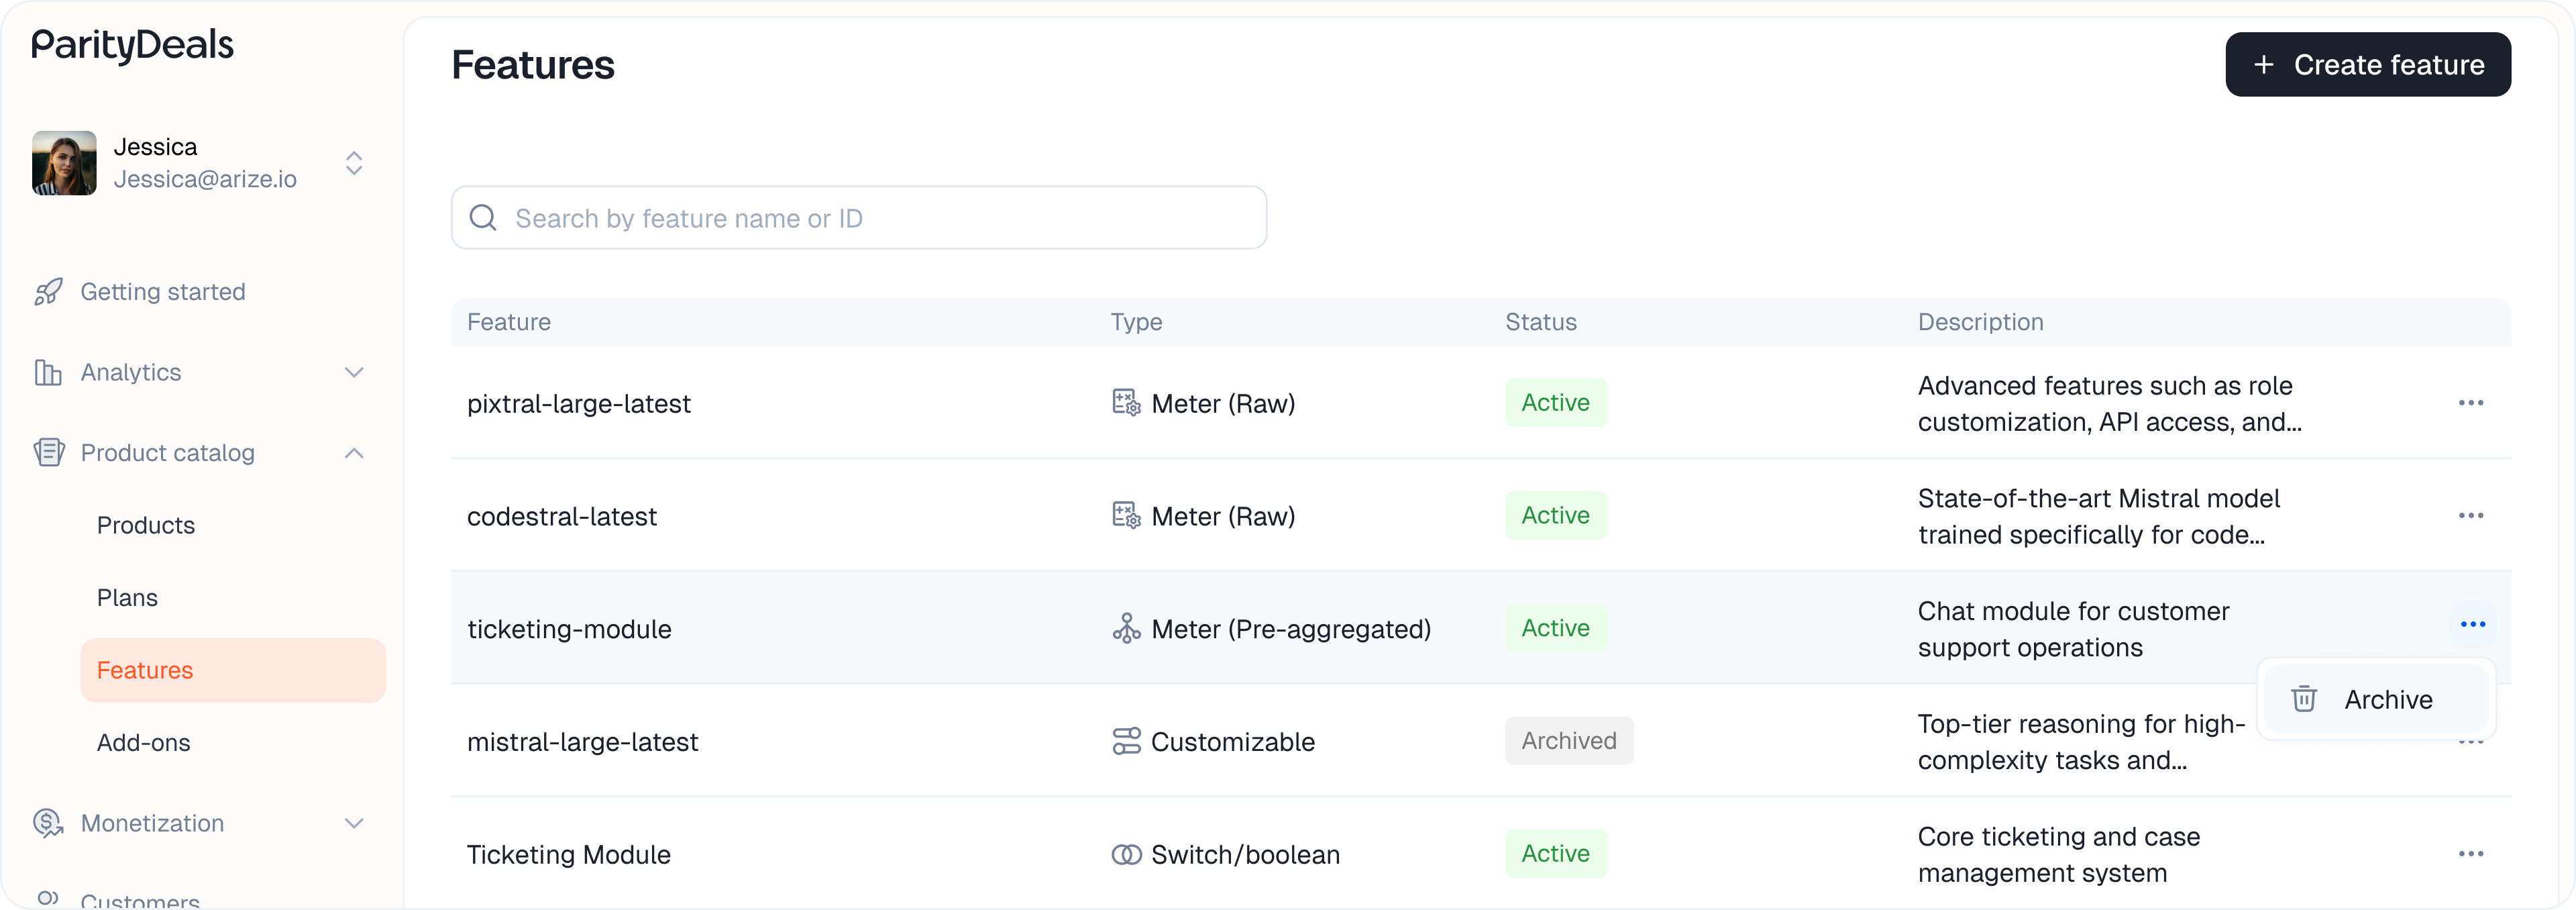 ParityDeals
Jessica
Jessica@arize.io
Getting started
Analytics
Product catalog
Products
Plans
Features
Add-ons
Monetization
Customers
Features
+ Create feature
Search by feature name or ID
Feature Type Status Description
pixtral-large-latest Meter (Raw) Active Advanced features such as role
customization, API access, and...
codestral-latest Meter (Raw) Active State-of-the-art Mistral model
trained specifically for code...
ticketing-module Meter (Pre-aggregated) Active Chat module for customer
support operations
Archive
mistral-large-latest Customizable Archived Top-tier reasoning for high-
complexity tasks and...
Ticketing Module Switch/boolean Active Core ticketing and case
management system